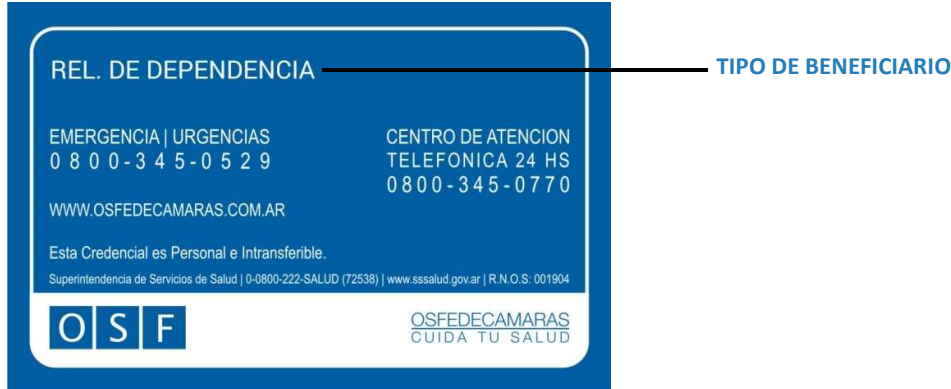 REL. DE DEPENDENCIA
TIPO DE BENEFICIARIO
EMERGENCIA | URGENCIAS
0800-345-0529
CENTRO DE ATENCION
TELEFONICA 24 HS
0800-345-0770
WWW.OSFEDECAMARAS.COM.AR
Esta Credencial es Personal e Intransferible.
Superintendencia de Servicios de Salud | 0-0800-222-SALUD (72538) | www.sssalud.gov.ar | R.N.O.S: 001904
OSF
OSFEDECAMARAS
CUIDA TU SALUD